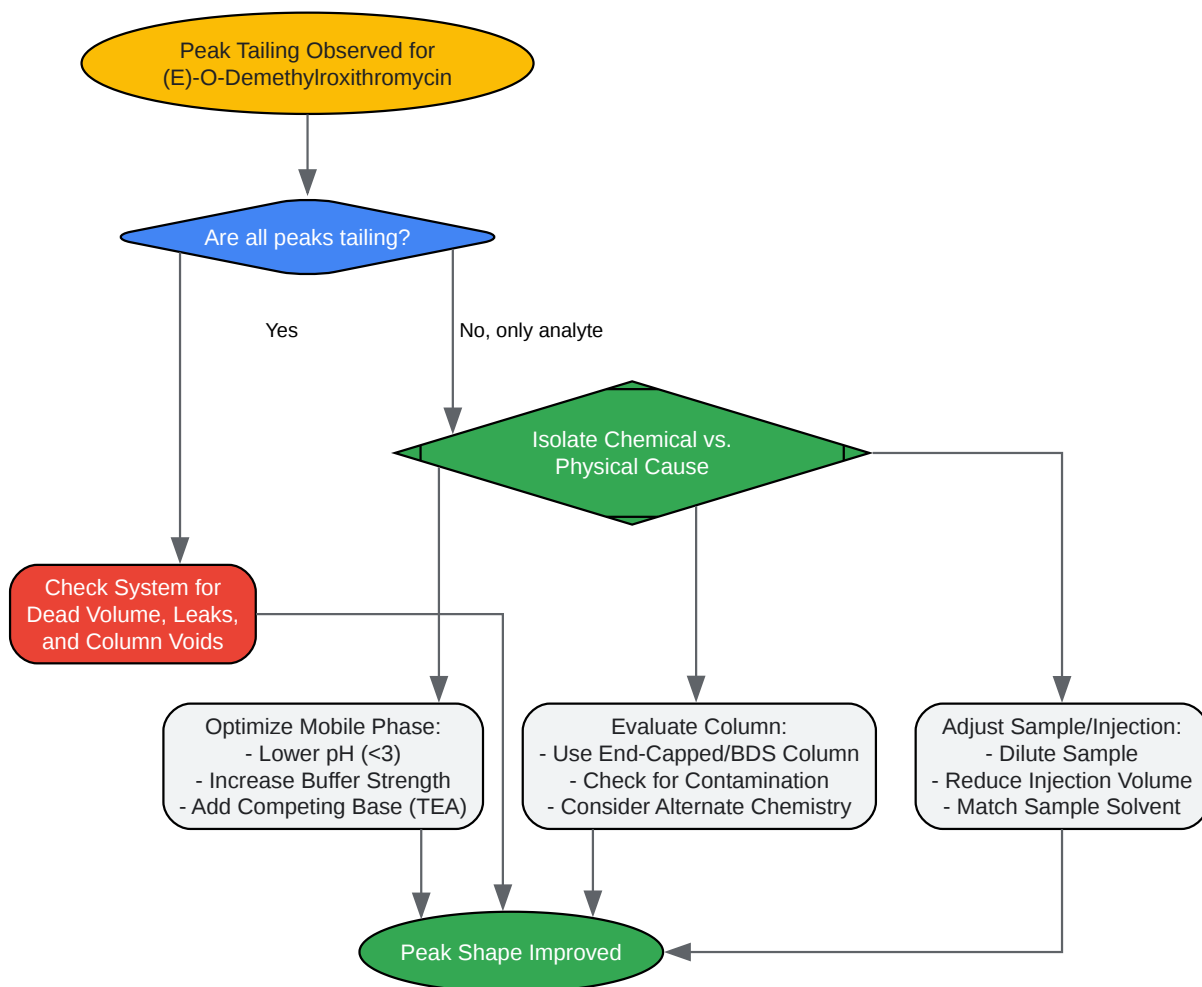 Peak Tailing Observed for
(E)-O-Demethylroxithromycin
Are all peaks tailing?
Yes
No, only analyte
Isolate Chemical vs.
Physical Cause
Check System for
Dead Volume, Leaks,
and Column Voids
Optimize Mobile Phase:
- Lower pH (<3)
- Increase Buffer Strength
- Add Competing Base (TEA)
Evaluate Column:
- Use End-Capped/BDS Column
- Check for Contamination
- Consider Alternate Chemistry
Adjust Sample/Injection:
- Dilute Sample
- Reduce Injection Volume
- Match Sample Solvent
Peak Shape Improved